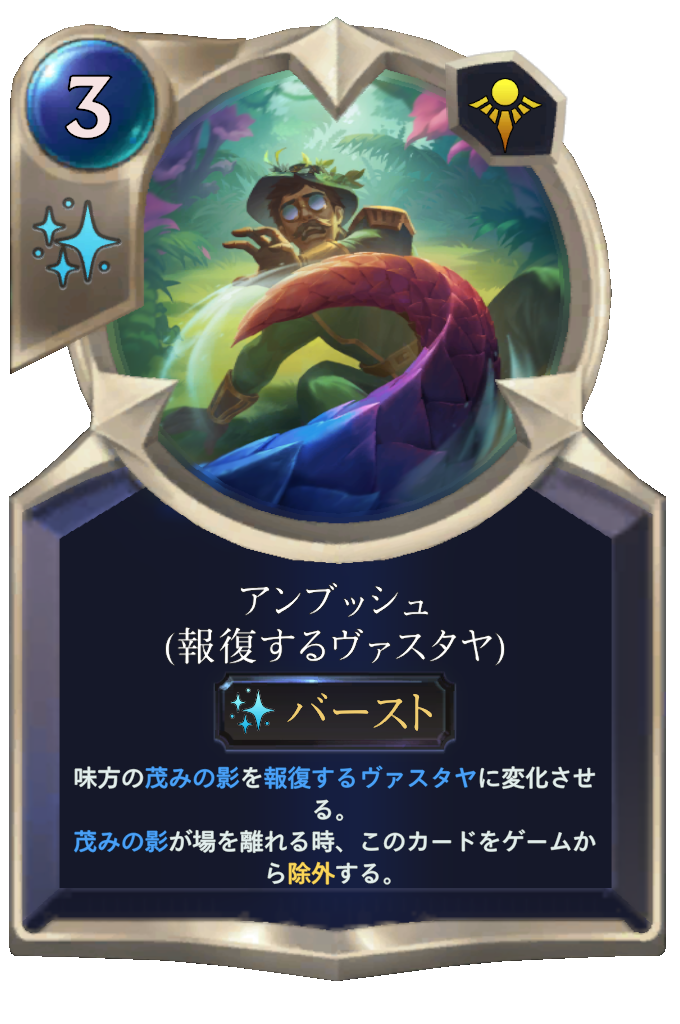 3
アンブッシュ
(報復するヴァスタヤ)
バースト
味方の茂みの影を報復するヴァスタヤに変化させ
る。
茂みの影が場を離れる時、このカードをゲームか
ら除外する。